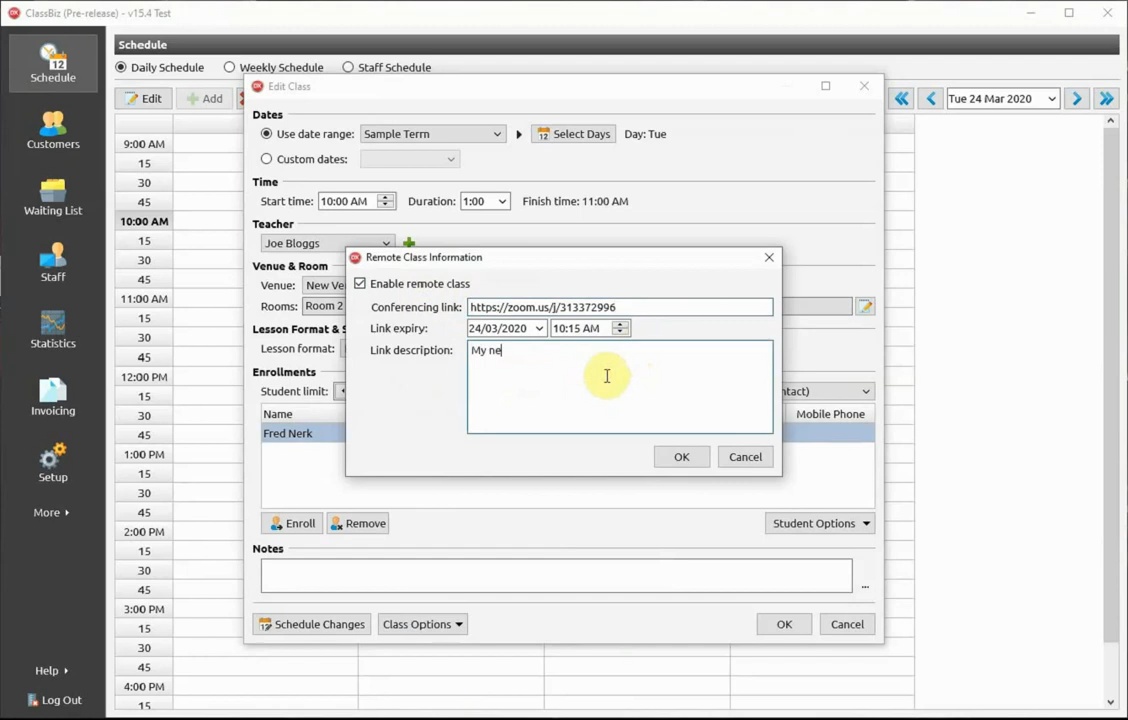 ClassBiz (Pre-release) - v15.4 Test
Schedule
Daily Schedule Weekly Schedule Staff Schedule
Edit Add
Tue 24 Mar 2020
Schedule
Customers
Waiting List
Staff
Statistics
Invoicing
Setup
More
Help
Log Out
9:00 AM
15
30
45
10:00 AM
15
30
45
11:00 AM
15
30
45
12:00 PM
15
30
45
1:00 PM
15
30
45
2:00 PM
15
30
45
3:00 PM
15
30
45
4:00 PM
15
Edit Class
Dates
Use date range: Sample Term Select Days Day: Tue
Custom dates:
Time
Start time: 10:00 AM Duration: 1:00 Finish time: 11:00 AM
Teacher
Joe Bloggs
Venue & Room
Venue: New
Rooms: Room 2
Lesson Format &
Lesson format:
Enrollments
Student limit:
Name Mobile Phone
Fred Nerk
Enroll Remove Student Options
Notes
...
Schedule Changes Class Options OK Cancel
Remote Class Information
Enable remote class
Conferencing link: https://zoom.us/j/313372996
Link expiry: 24/03/2020 10:15 AM
Link description: My ne
OK Cancel